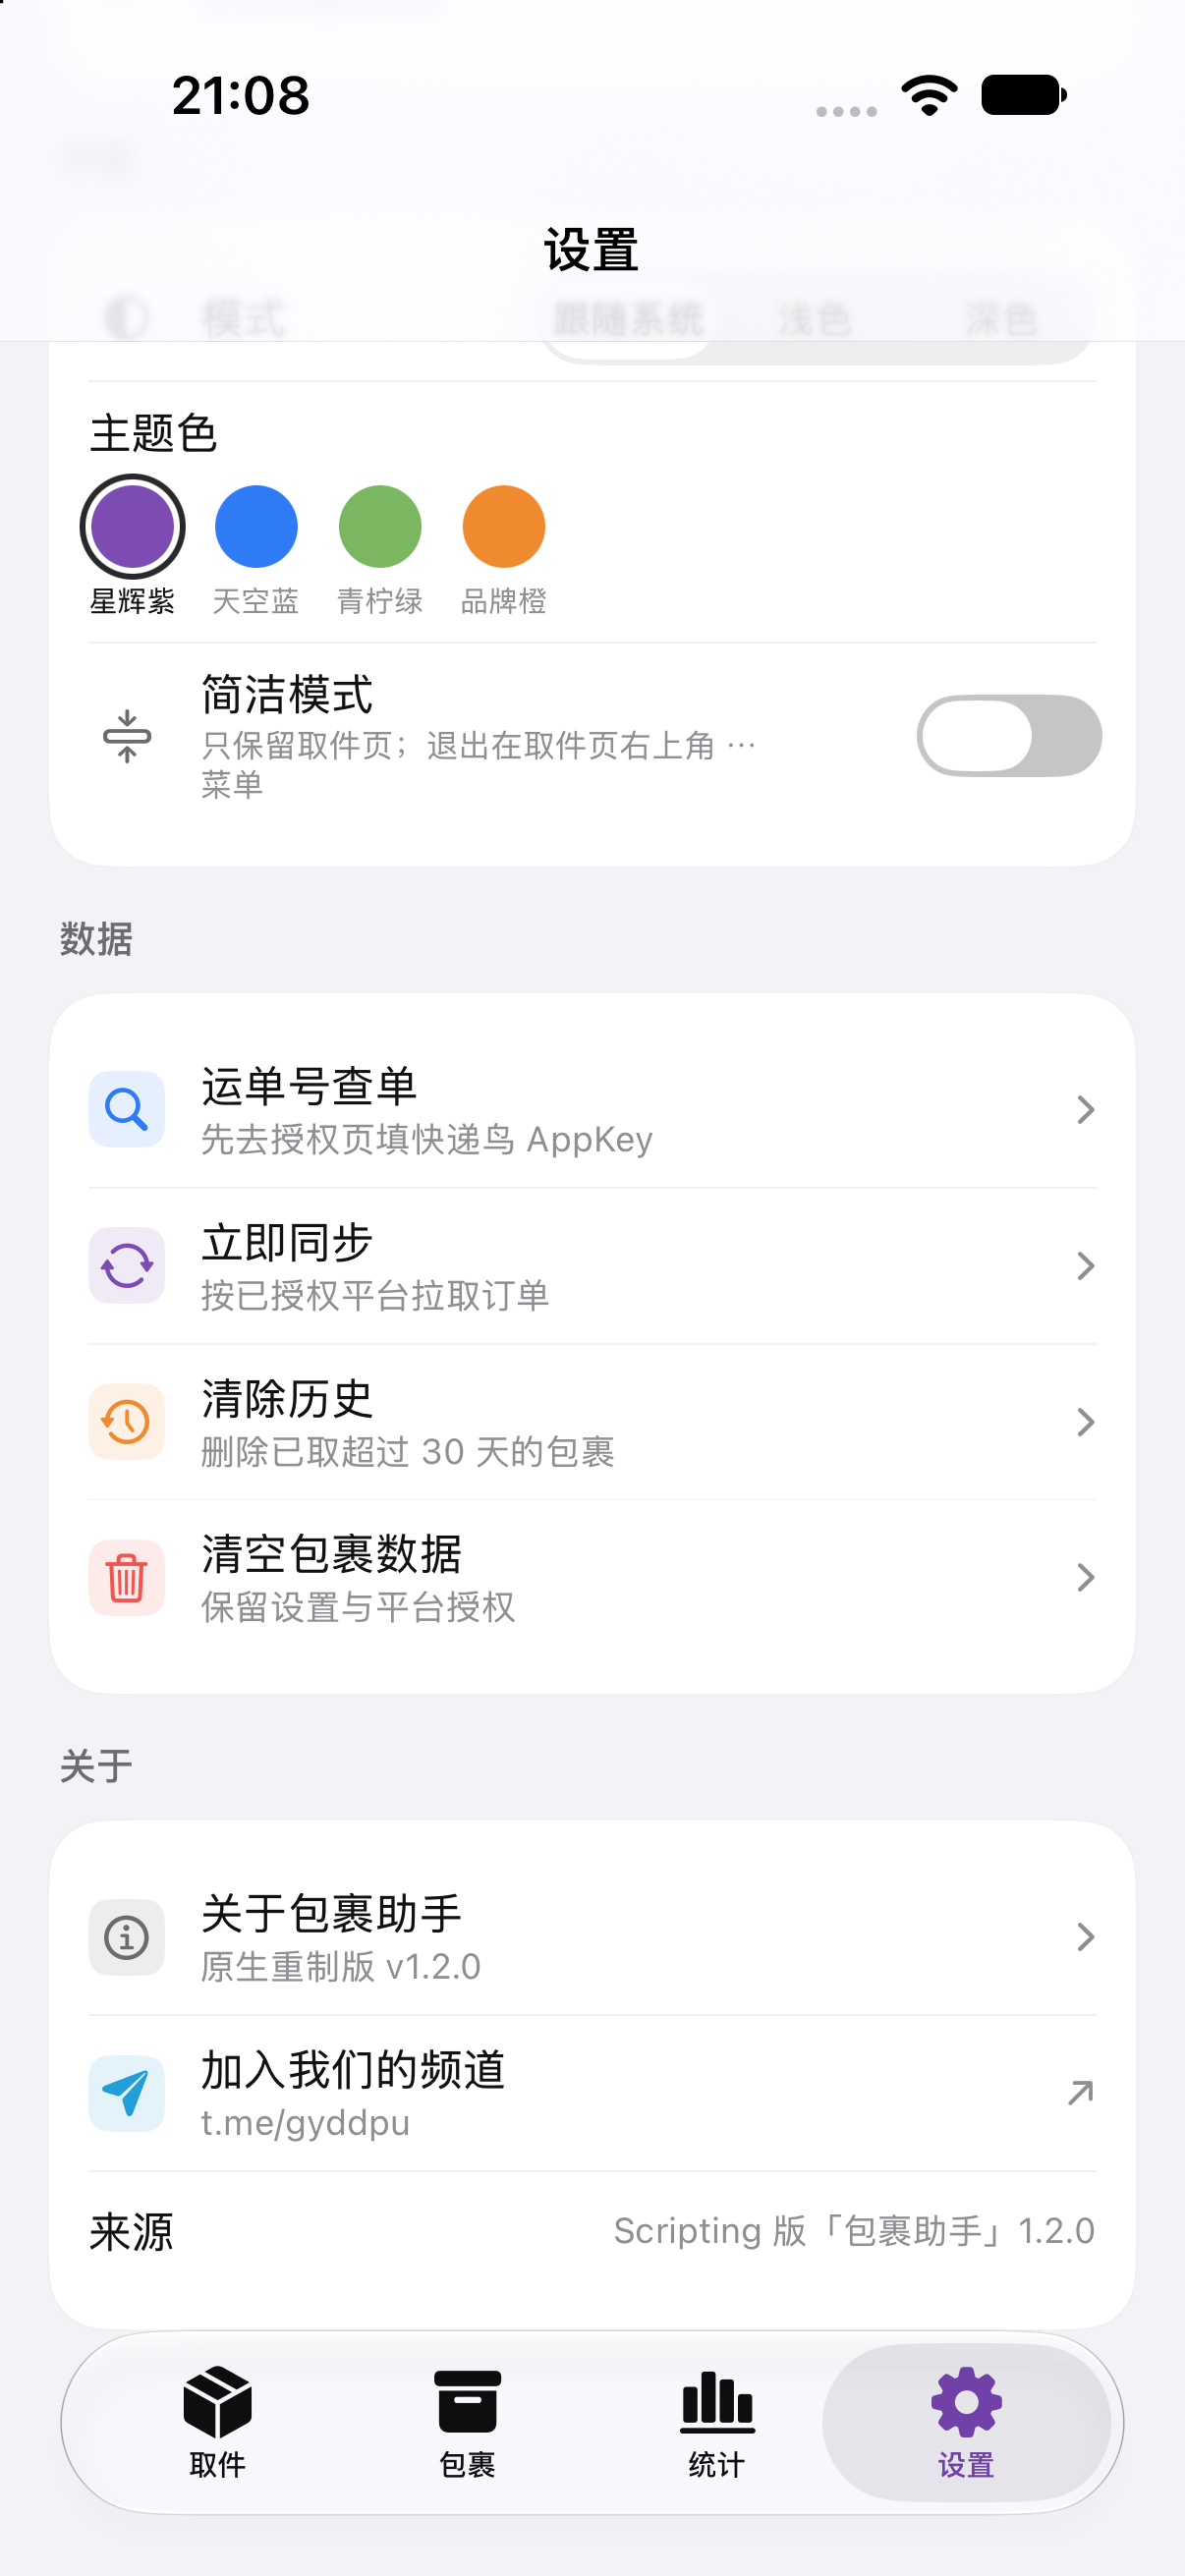 21:08
设置
模式
跟随系统 浅色 深色
主题色
星辉紫 天空蓝 青柠绿 品牌橙
简洁模式
只保留取件页；退出在取件页右上角 …
菜单
数据
运单号查单
先去授权页填快递鸟 AppKey
立即同步
按已授权平台拉取订单
清除历史
删除已取超过 30 天的包裹
清空包裹数据
保留设置与平台授权
关于
关于包裹助手
原生重制版 v1.2.0
加入我们的频道
t.me/gyddpu
来源
Scripting 版「包裹助手」1.2.0
取件 包裹 统计 设置